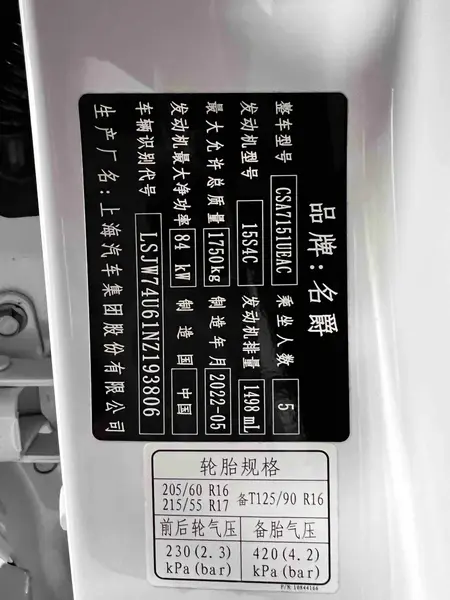 品牌：名爵
整车型号 CSA7151UEAC 乘坐人数 5
发动机型号 15S4C 发动机排量 1498 mL
最大允许总质量 1750kg 制造年月 2022-05
发动机最大净功率 84 kW 制造国 中国
车辆识别代号 LSJW74U61NZ193806
生产厂名：上海汽车集团股份有限公司
轮胎规格
205/60 R16
215/55 R17 备T125/90 R16
前后轮气压 备胎气压
230(2.3) 420(4.2)
kPa(bar) kPa(bar)
P/N:10844166